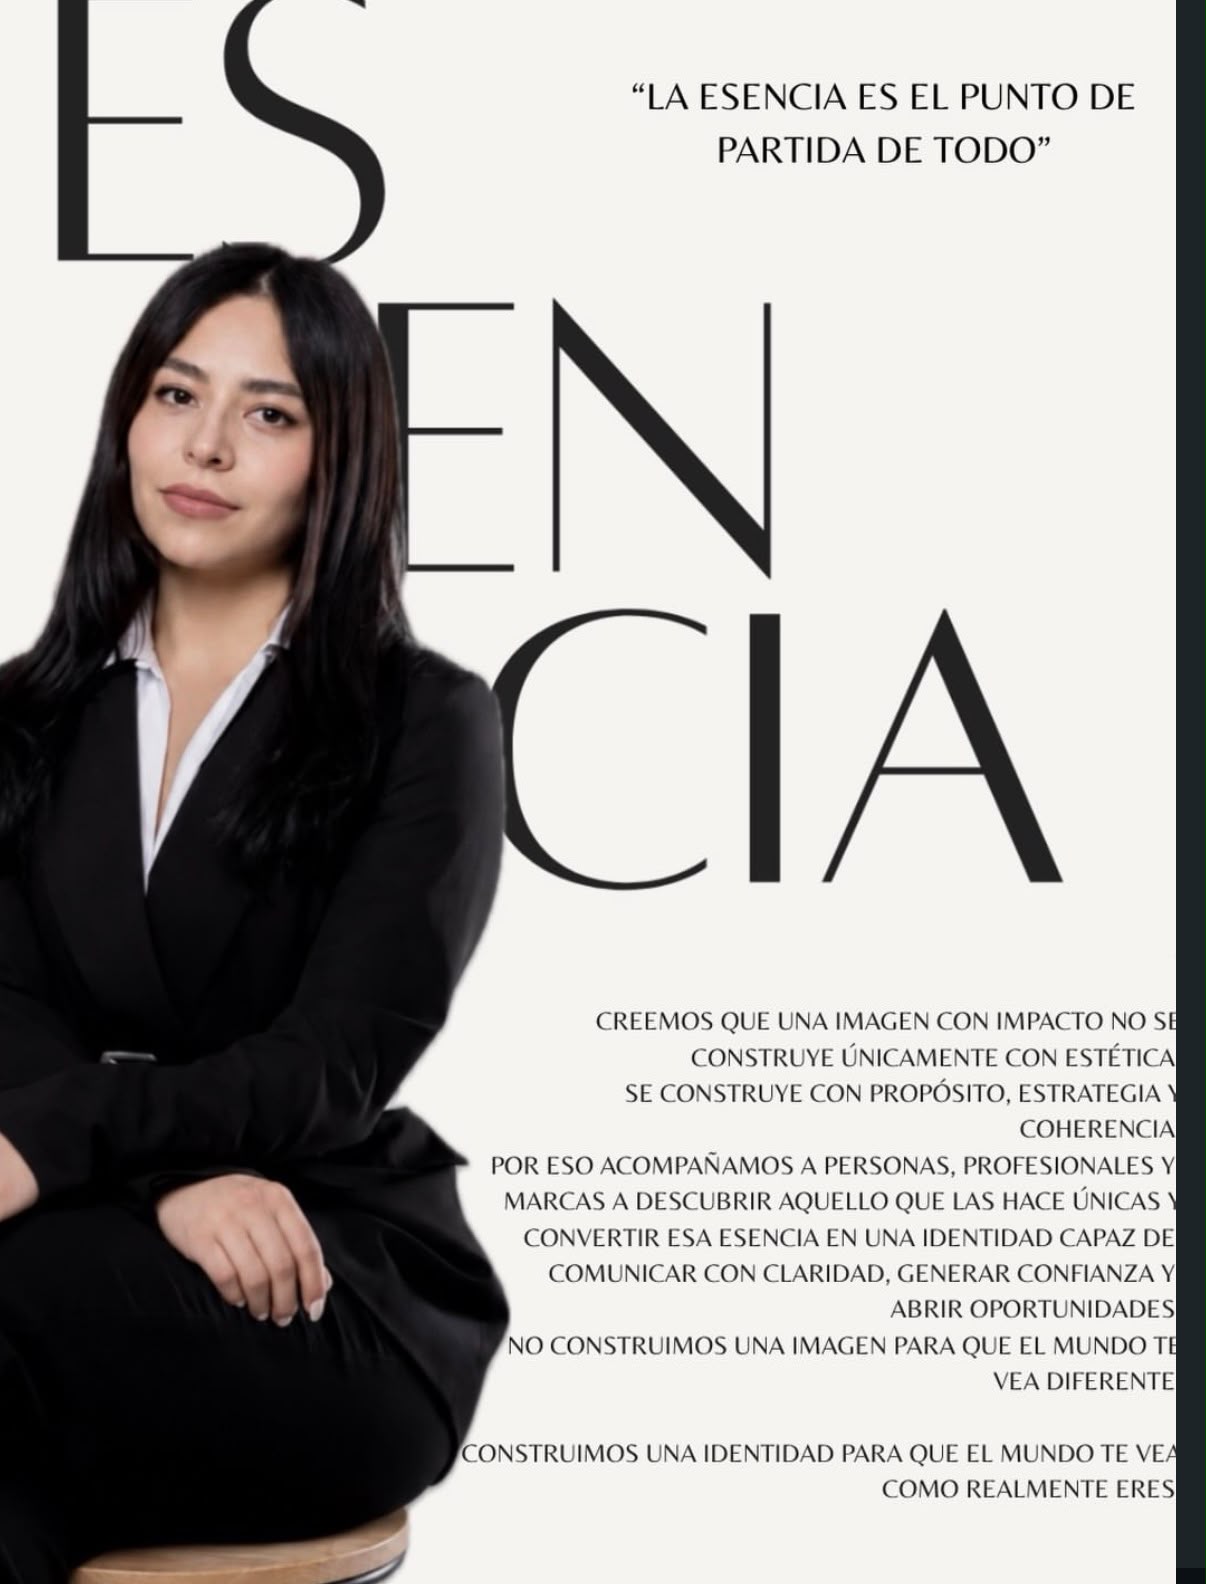 ES
“LA ESENCIA ES EL PUNTO DE
PARTIDA DE TODO”
EN
CIA
CREEMOS QUE UNA IMAGEN CON IMPACTO NO SE
CONSTRUYE ÚNICAMENTE CON ESTÉTICA
SE CONSTRUYE CON PROPÓSITO, ESTRATEGIA Y
COHERENCIA
POR ESO ACOMPAÑAMOS A PERSONAS, PROFESIONALES Y
MARCAS A DESCUBRIR AQUELLO QUE LAS HACE ÚNICAS Y
CONVERTIR ESA ESENCIA EN UNA IDENTIDAD CAPAZ DE
COMUNICAR CON CLARIDAD, GENERAR CONFIANZA Y
ABRIR OPORTUNIDADES
NO CONSTRUIMOS UNA IMAGEN PARA QUE EL MUNDO TE
VEA DIFERENTE
CONSTRUIMOS UNA IDENTIDAD PARA QUE EL MUNDO TE VEA
COMO REALMENTE ERES